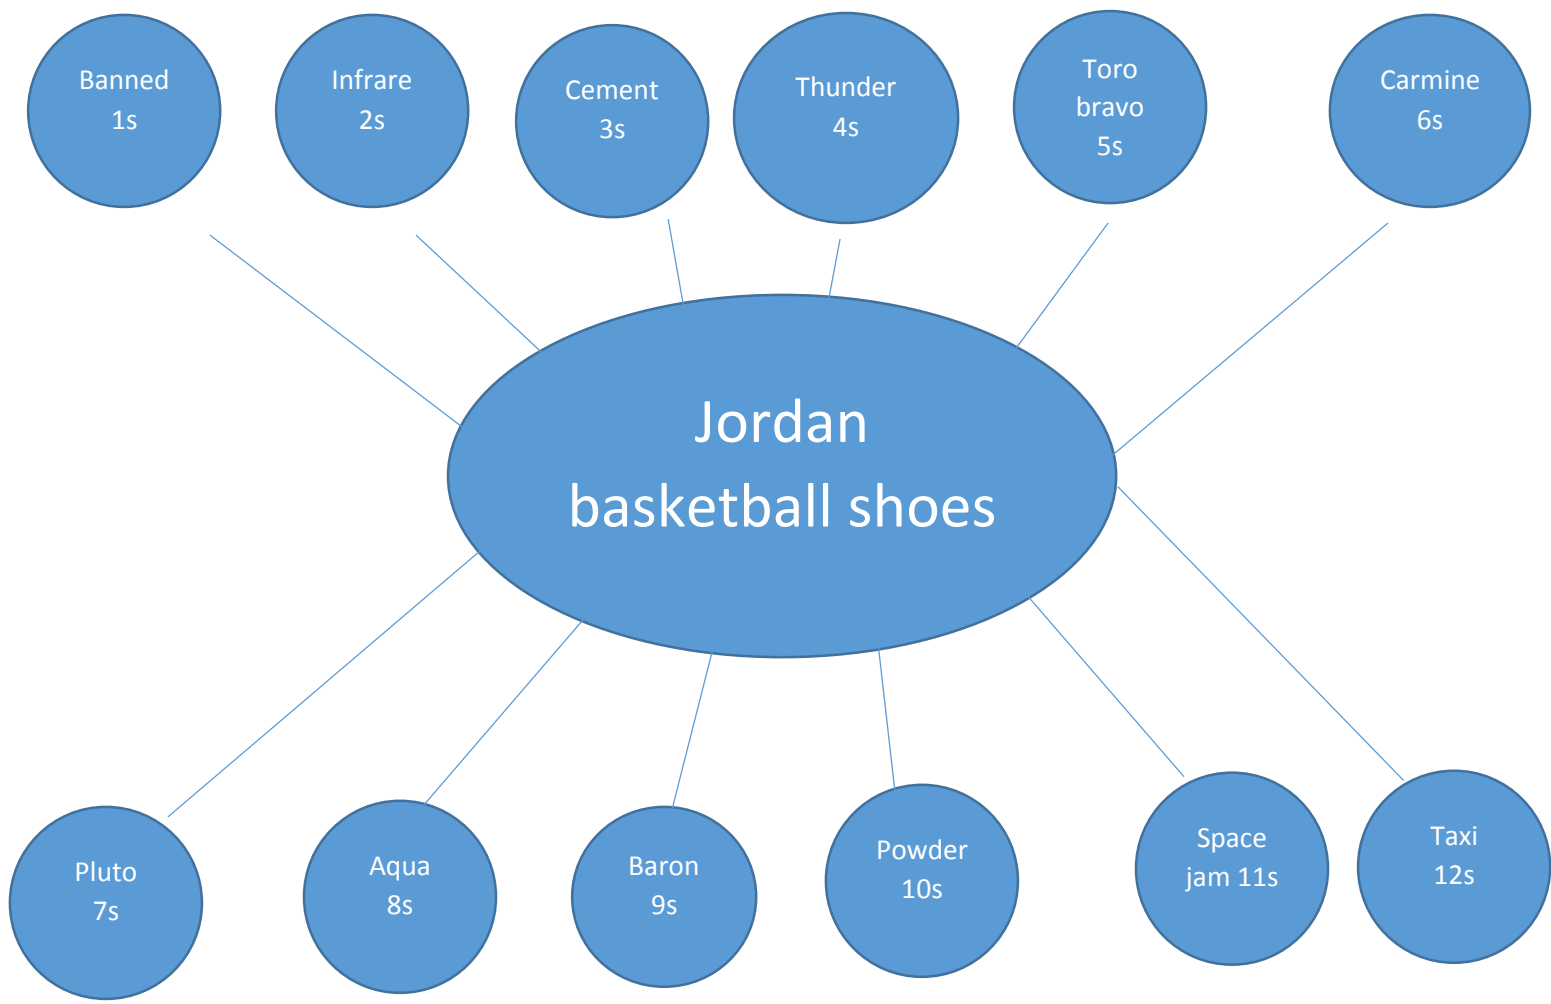 Banned
1s
Infrare
2s
Cement
3s
Thunder
4s
Toro
bravo
5s
Carmine
6s
Jordan
basketball shoes
Pluto
7s
Aqua
8s
Baron
9s
Powder
10s
Space
jam 11s
Taxi
12s